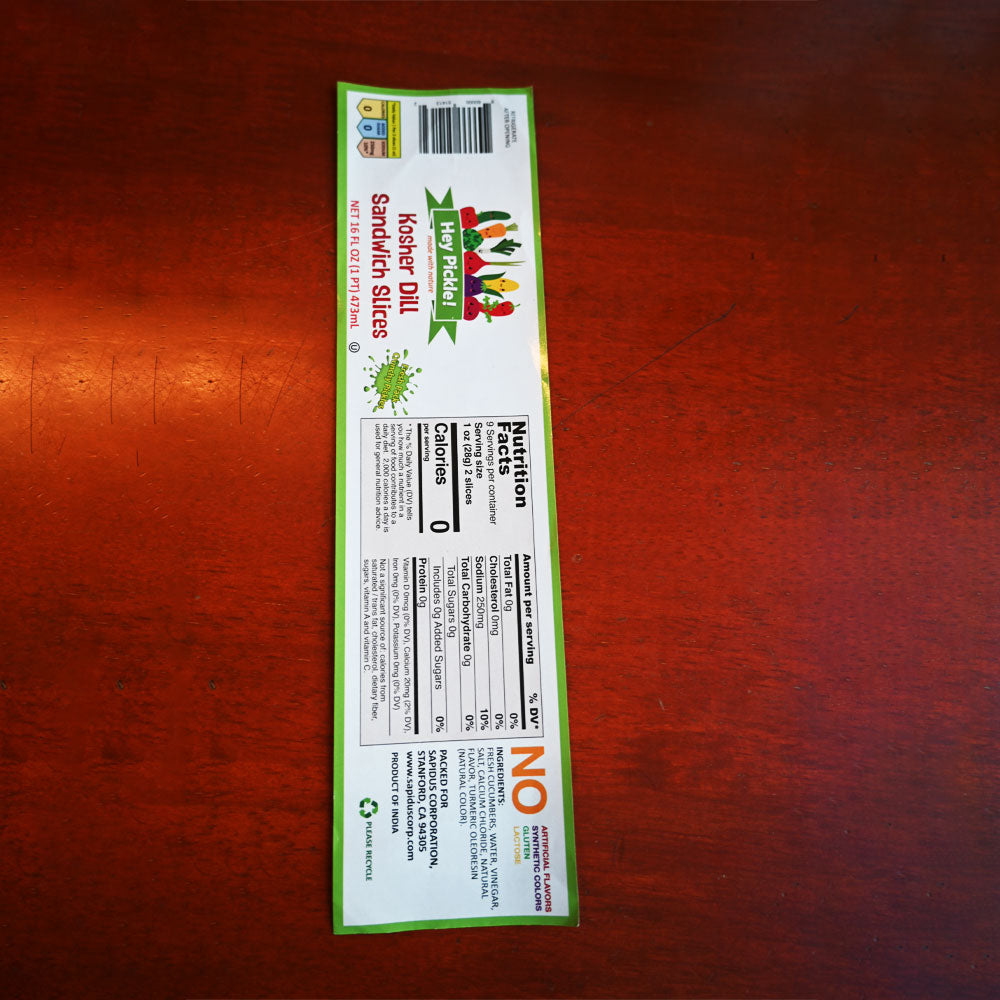 REFRIGERATE
AFTER OPENING
0
0
250mg
10%*
Hey Pickle!
made with nature
Kosher Dill
Sandwich Slices
NET 16 FL OZ (1 PT) 473mL
U
Nutrition
Facts
9 Servings per container
Serving size
1 oz (28g) 2 slices
Calories 0
per serving
* The % Daily Value (DV) tells
you how much a nutrient in a
serving of food contributes to a
daily diet. 2,000 calories a day is
used for general nutrition advice.
Amount per serving % DV*
Total Fat 0g 0%
Cholesterol 0mg 0%
Sodium 250mg 10%
Total Carbohydrate 0g 0%
Total Sugars 0g
Includes 0g Added Sugars 0%
Protein 0g
Vitamin D 0mcg (0% DV), Calcium 20mg (2% DV),
Iron 0mg (0% DV), Potassium 0mg (0% DV)
Not a significant source of: calories from
saturated / trans fat, cholesterol, dietary fiber,
sugars, vitamin A and vitamin C.
NO
ARTIFICIAL FLAVORS
SYNTHETIC COLORS
GLUTEN
LACTOSE
INGREDIENTS:
FRESH CUCUMBERS, WATER, VINEGAR,
SALT, CALCIUM CHLORIDE, NATURAL
FLAVOR, TURMERIC OLEORESIN
(NATURAL COLOR).
PACKED FOR
SAPIDUS CORPORATION,
STANFORD, CA 94305
www.sapiduscorp.com
PRODUCT OF INDIA
PLEASE RECYCLE